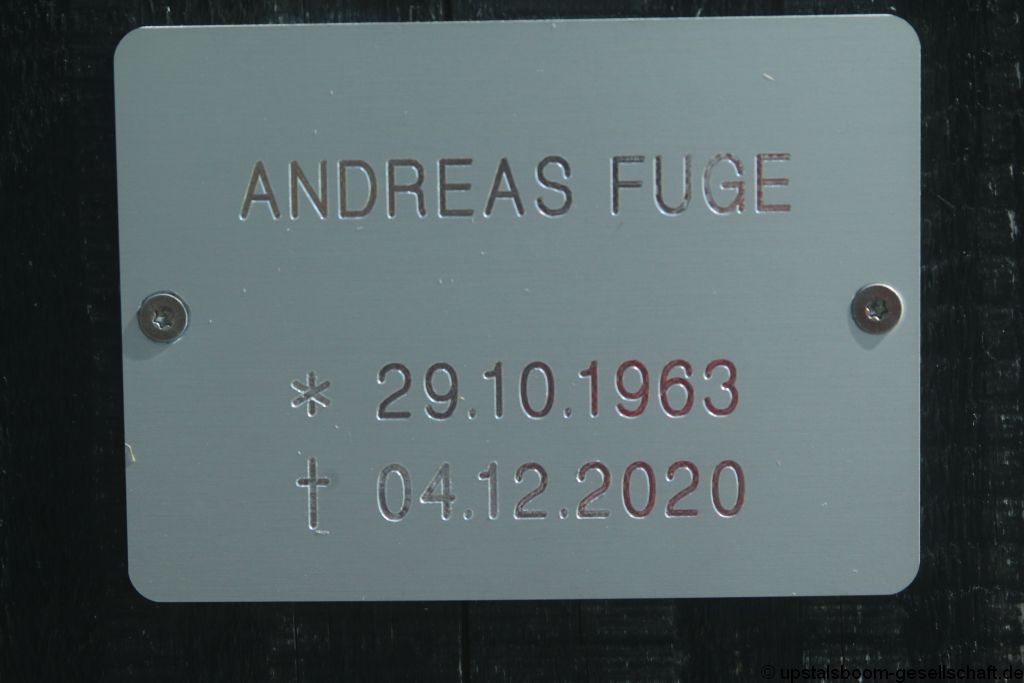 ANDREAS FUGE
* 29.10.1963
† 04.12.2020
© upstalsboom-gesellschaft.de